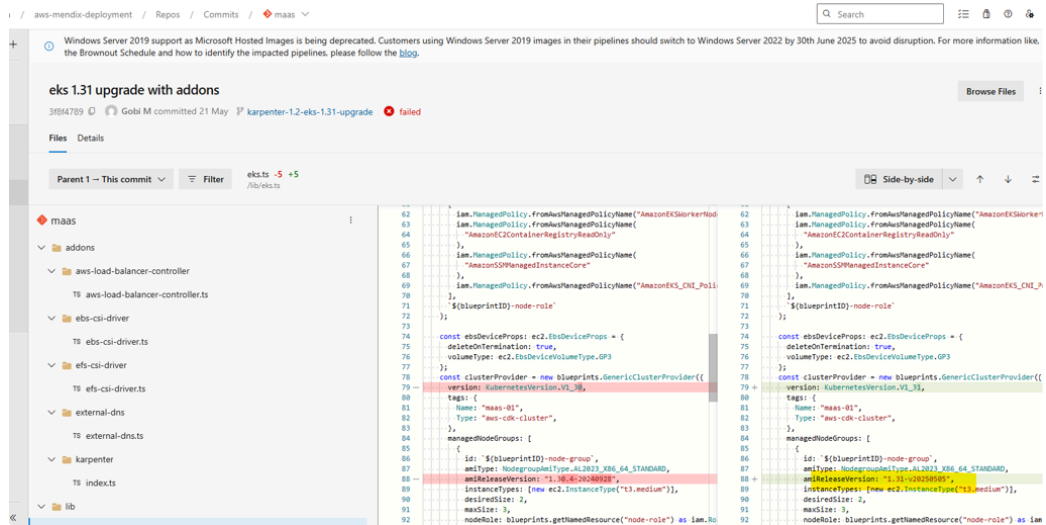 / aws-mendix-deployment / Repos / Commits / maas
Search
Windows Server 2019 support as Microsoft Hosted Images is being deprecated. Customers using Windows Server 2019 images in their pipelines should switch to Windows Server 2022 by 30th June 2025 to avoid disruption. For more information like,
the Brownout Schedule and how to identify the impacted pipelines, please follow the blog.
eks 1.31 upgrade with addons
Browse Files
3f8f4789 Gobi M committed 21 May karpenter-1.2-eks-1.31-upgrade failed
Files Details
Parent 1 → This commit Filter
eks.ts -5 +5
/lib/eks.ts
Side-by-side
maas
addons
aws-load-balancer-controller
TS aws-load-balancer-controller.ts
ebs-csi-driver
TS ebs-csi-driver.ts
efs-csi-driver
TS efs-csi-driver.ts
external-dns
TS external-dns.ts
karpenter
TS index.ts
lib
62 iam.ManagedPolicy.fromAwsManagedPolicyName("AmazonEKSWorkerNod
63 iam.ManagedPolicy.fromAwsManagedPolicyName(
64 "AmazonEC2ContainerRegistryReadOnly"
65 ),
66 iam.ManagedPolicy.fromAwsManagedPolicyName(
67 "AmazonSSMManagedInstanceCore"
68 ),
69 iam.ManagedPolicy.fromAwsManagedPolicyName("AmazonEKS_CNI_Poli
70 ],
71 `${blueprintID}-node-role`
72 );
73
74 const ebsDeviceProps: ec2.EbsDeviceProps = {
75 deleteOnTermination: true,
76 volumeType: ec2.EbsDeviceVolumeType.GP3
77 };
78 const clusterProvider = new blueprints.GenericClusterProvider({
79 − version: KubernetesVersion.V1_30,
80 tags: {
81 Name: "maas-01",
82 Type: "aws-cdk-cluster",
83 },
84 managedNodeGroups: [
85 {
86 id: `${blueprintID}-node-group`,
87 amiType: NodegroupAmiType.AL2023_X86_64_STANDARD,
88 − amiReleaseVersion: "1.30.4-20240928",
89 instanceTypes: [new ec2.InstanceType("t3.medium")],
90 desiredSize: 2,
91 maxSize: 3,
92 nodeRole: blueprints.getNamedResource("node-role") as iam.Ro
62 iam.ManagedPolicy.fromAwsManagedPolicyName("AmazonEKSWorker
63 iam.ManagedPolicy.fromAwsManagedPolicyName(
64 "AmazonEC2ContainerRegistryReadOnly"
65 ),
66 iam.ManagedPolicy.fromAwsManagedPolicyName(
67 "AmazonSSMManagedInstanceCore"
68 ),
69 iam.ManagedPolicy.fromAwsManagedPolicyName("AmazonEKS_CNI_P
70 ],
71 `${blueprintID}-node-role`
72 );
73
74 const ebsDeviceProps: ec2.EbsDeviceProps = {
75 deleteOnTermination: true,
76 volumeType: ec2.EbsDeviceVolumeType.GP3
77 };
78 const clusterProvider = new blueprints.GenericClusterProvider({
79 + version: KubernetesVersion.V1_31,
80 tags: {
81 Name: "maas-01",
82 Type: "aws-cdk-cluster",
83 },
84 managedNodeGroups: [
85 {
86 id: `${blueprintID}-node-group`,
87 amiType: NodegroupAmiType.AL2023_X86_64_STANDARD,
88 + amiReleaseVersion: "1.31-v20250505",
89 instanceTypes: [new ec2.InstanceType("t3.medium")],
90 desiredSize: 2,
91 maxSize: 3,
92 nodeRole: blueprints.getNamedResource("node-role") as iam